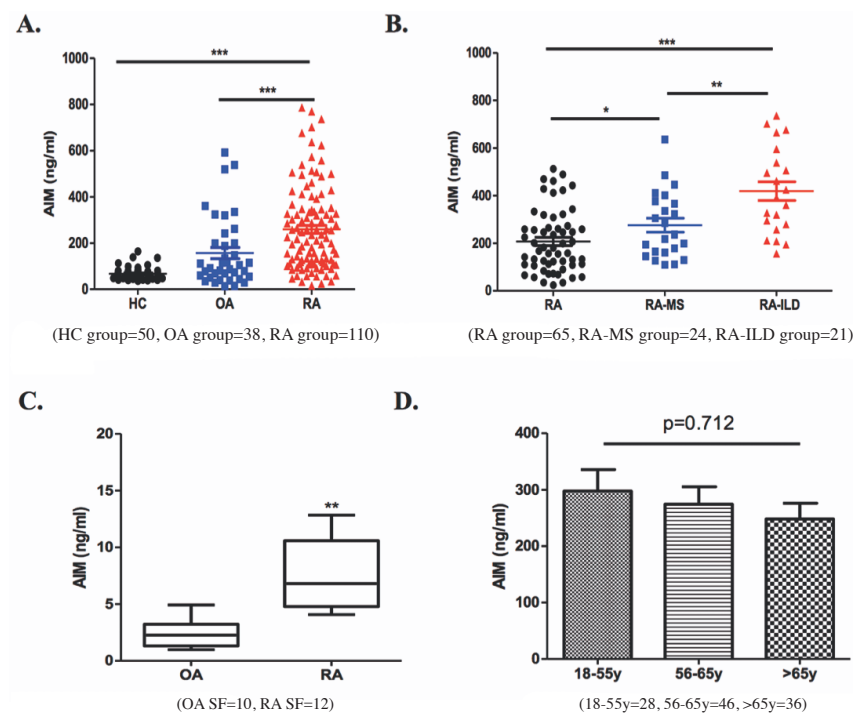 A.
***
***
AIM (ng/ml)
1000
800
600
400
200
0
HC OA RA
(HC group=50, OA group=38, RA group=110)
B.
***
**
*
AIM (ng/ml)
1000
800
600
400
200
0
RA RA-MS RA-ILD
(RA group=65, RA-MS group=24, RA-ILD group=21)
C.
AIM (ng/ml)
20
15
10
5
0
**
OA RA
(OA SF=10, RA SF=12)
D.
p=0.712
AIM (ng/ml)
400
300
200
100
0
18-55y 56-65y >65y
(18-55y=28, 56-65y=46, >65y=36)